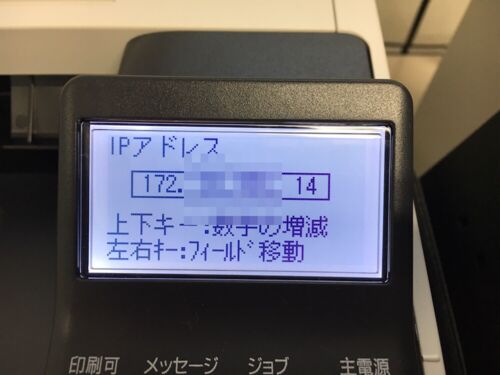 IPアドレス
172. 14
上下キー:数字の増減
左右ｷｰ:ﾌｨｰﾙﾄﾞ移動
印刷可 メッセージ ジョブ 主電源